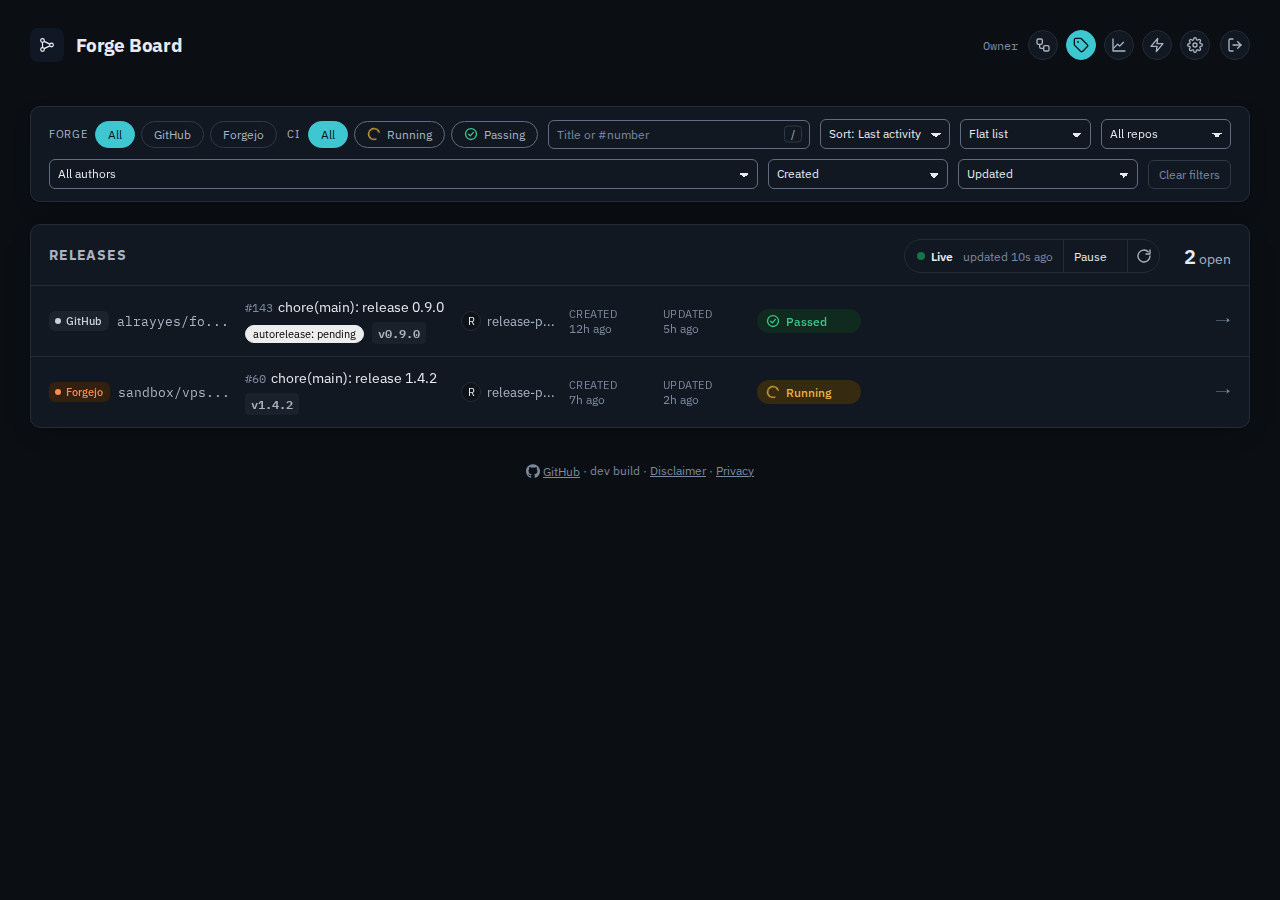 Forge Board
Owner
FORGE All GitHub Forgejo CI All Running Passing Title or #number / Sort: Last activity Flat list All repos
All authors Created Updated Clear filters
RELEASES Live updated 10s ago Pause 2 open
GitHub alrayyes/fo... #143 chore(main): release 0.9.0 R release-p... CREATED UPDATED Passed →
autorelease: pending v0.9.0 12h ago 5h ago
Forgejo sandbox/vps... #60 chore(main): release 1.4.2 R release-p... CREATED UPDATED Running →
v1.4.2 7h ago 2h ago
GitHub · dev build · Disclaimer · Privacy